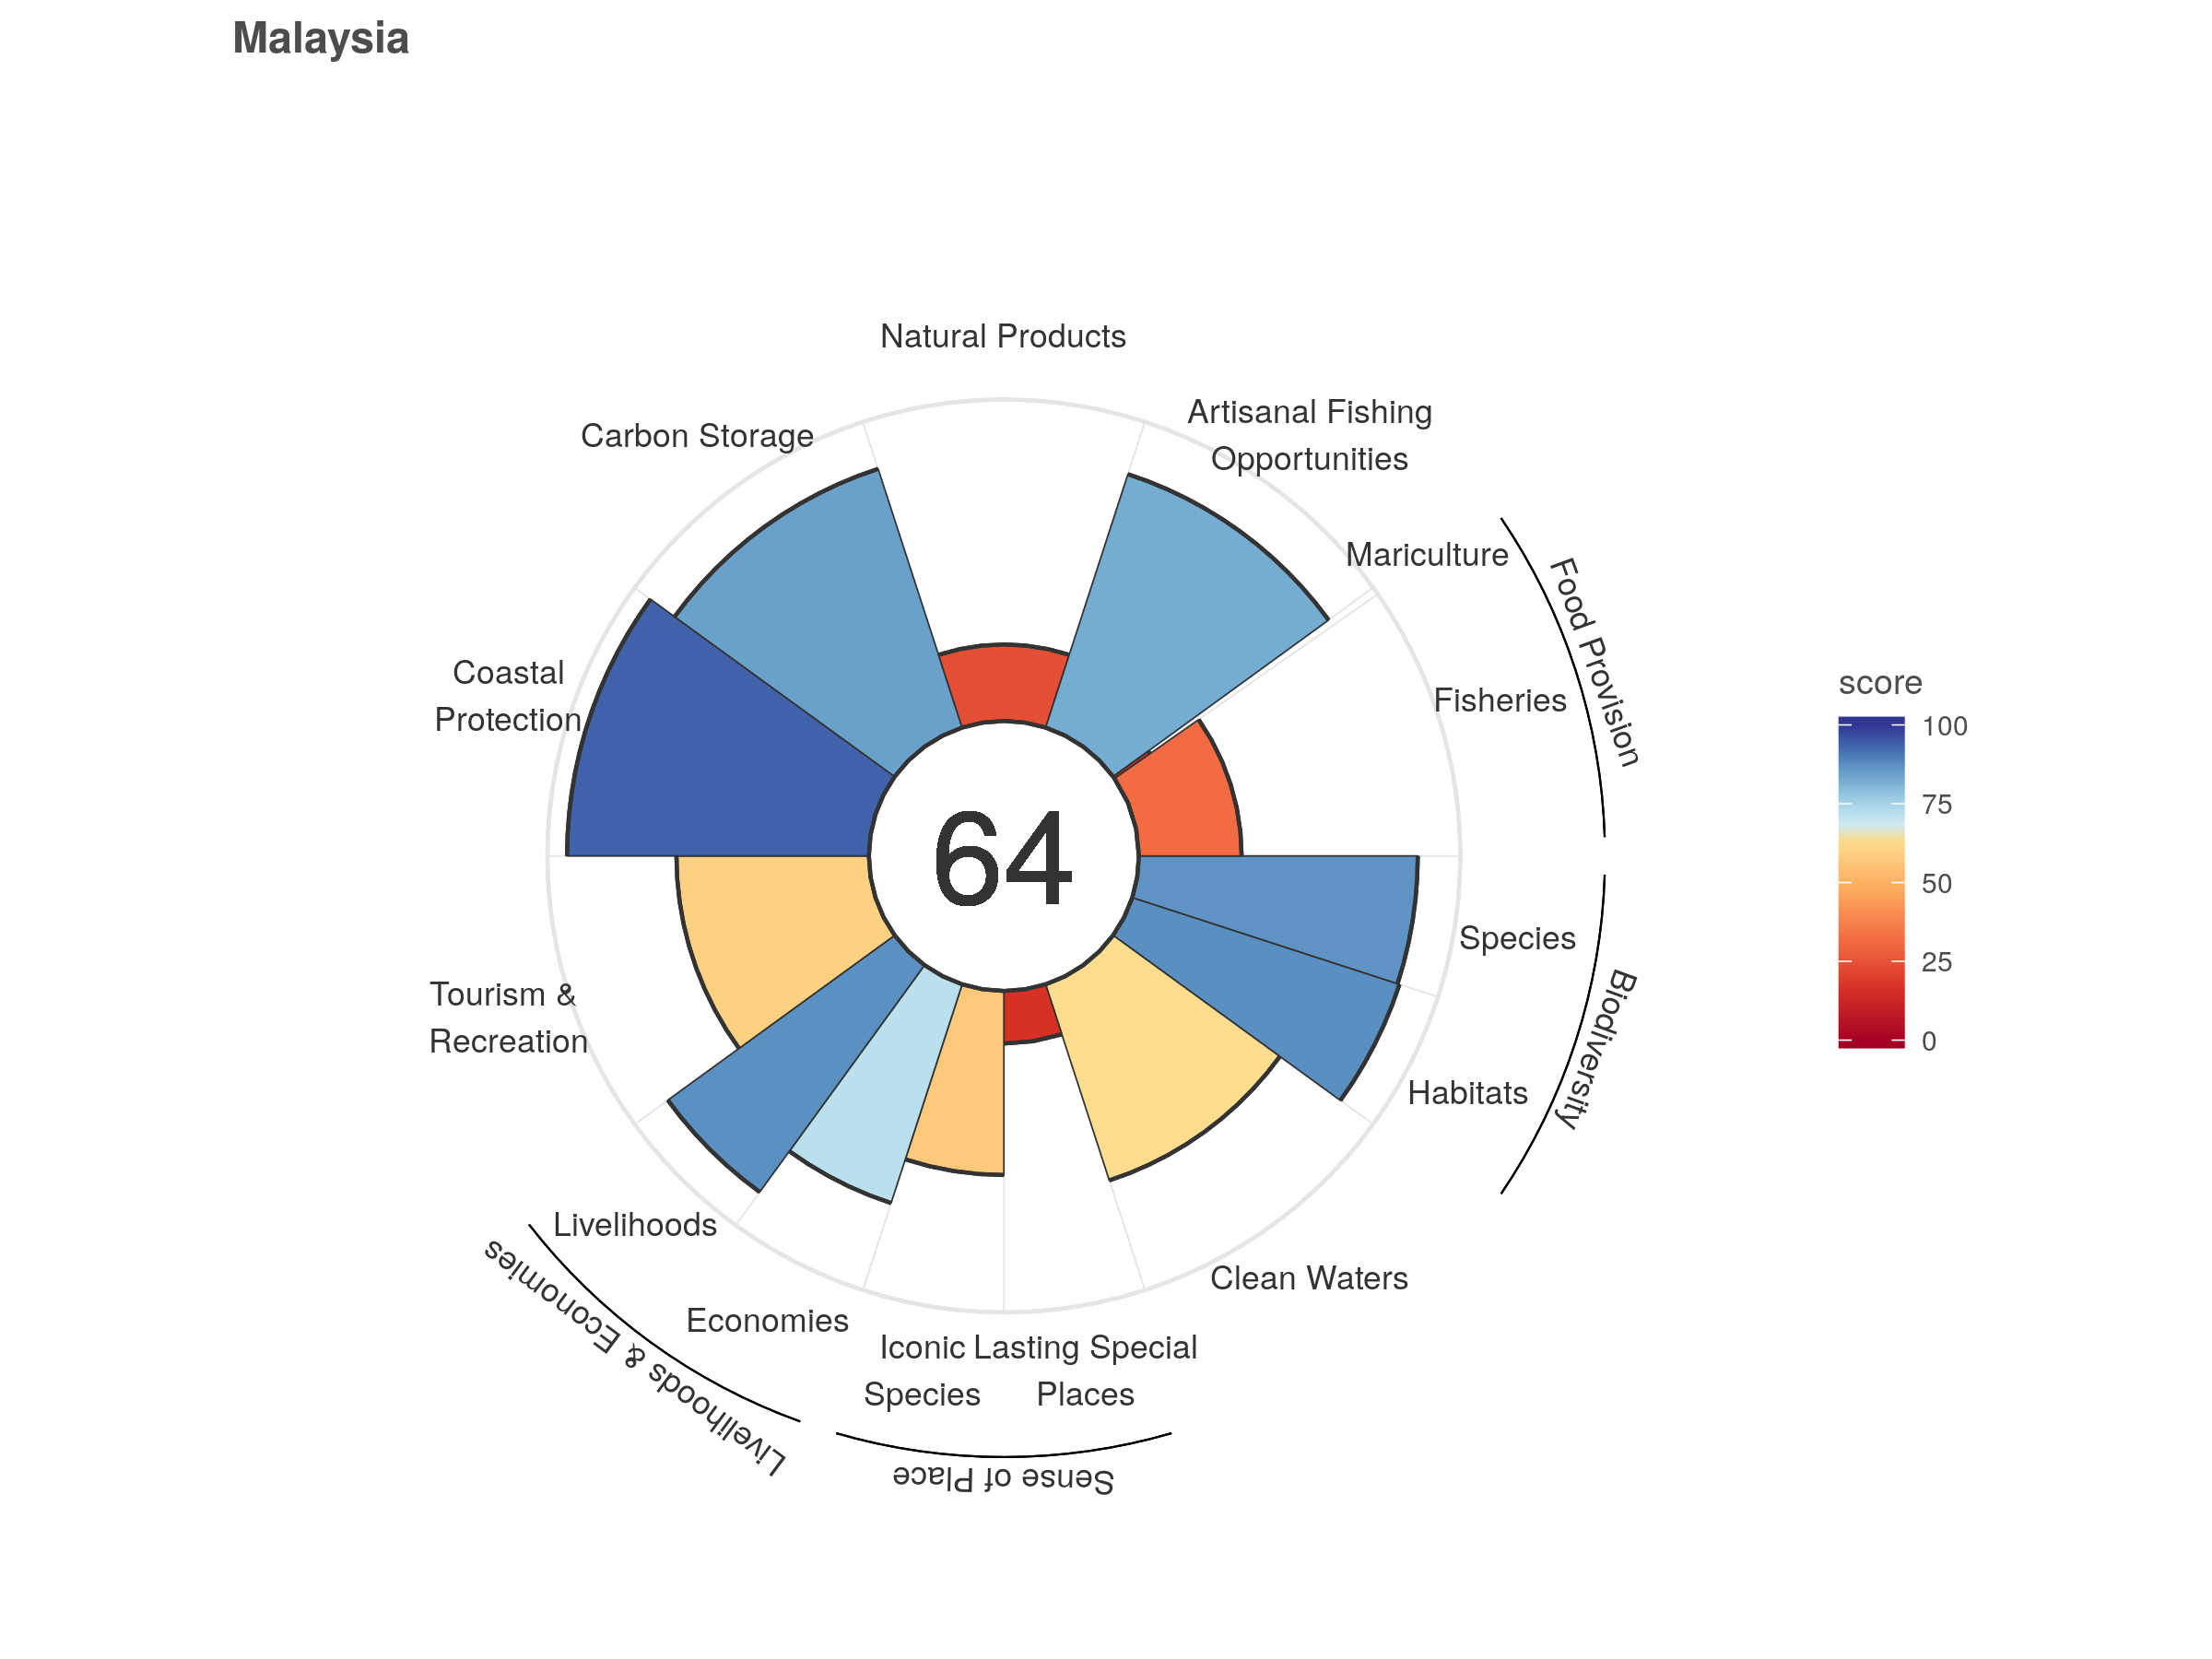 Malaysia
Natural Products
Artisanal Fishing
Opportunities
Carbon Storage
Mariculture
Food Provision
Fisheries
Coastal
Protection
score
100
75
50
25
0
64
Species
Biodiversity
Tourism &
Recreation
Habitats
Livelihoods
Clean Waters
Economies
Livelihoods & Economies
Iconic
Species
Lasting Special
Places
Sense of Place